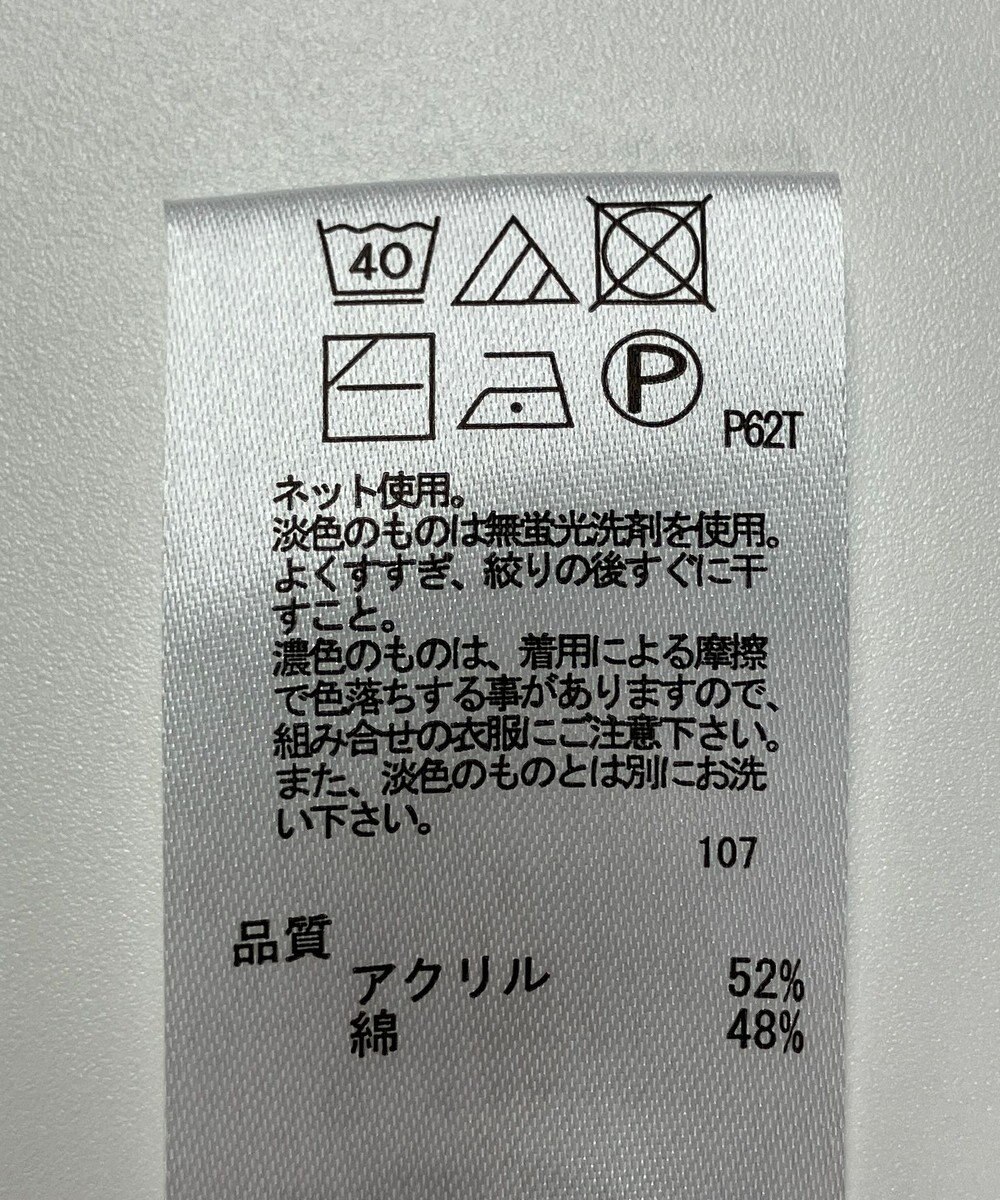 40
P
P62T
ネット使用。
淡色のものは無蛍光洗剤を使用。
よくすすぎ、絞りの後すぐに干
すこと。
濃色のものは、着用による摩擦
で色落ちする事がありますので、
組み合せの衣服にご注意下さい。
また、淡色のものとは別にお洗
い下さい。
107
品質
アクリル 52%
綿 48%